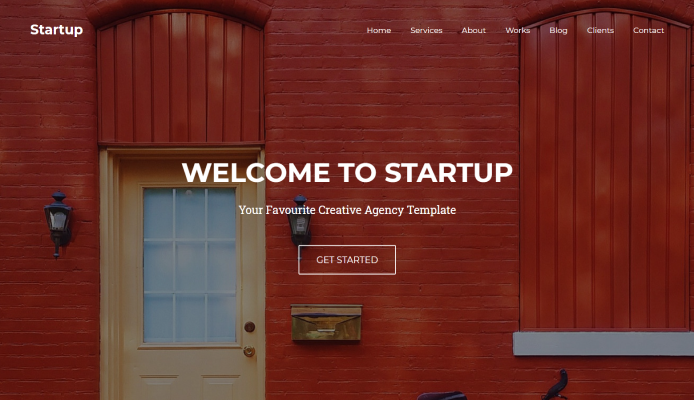 Startup
Home Services About Works Blog Clients Contact
WELCOME TO STARTUP
Your Favourite Creative Agency Template
GET STARTED